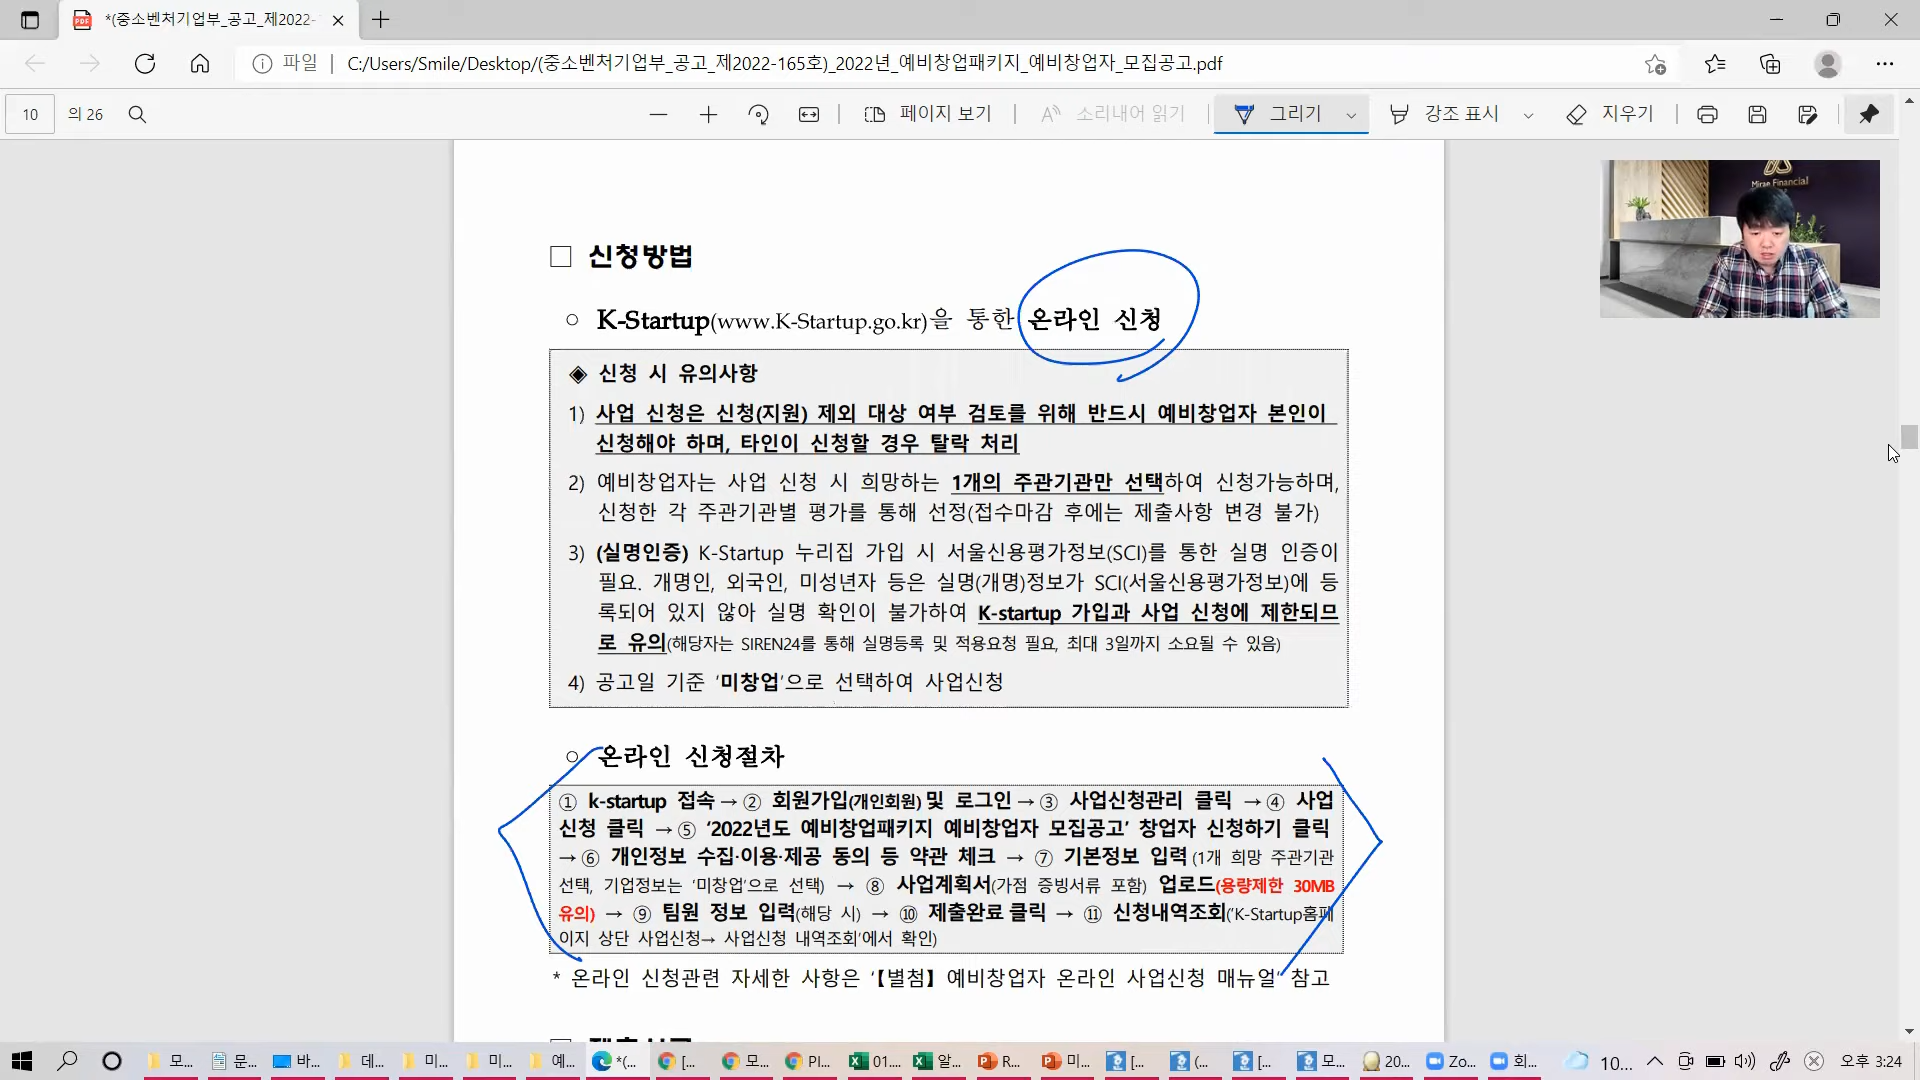 *(중소벤처기업부_공고_제2022-
파일
C:/Users/Smile/Desktop/(중소벤처기업부_공고_제2022-165호)_2022년_예비창업패키지_예비창업자_모집공고.pdf
10 의 26
페이지 보기
소리내어 읽기
그리기
강조 표시
지우기
Mirae Financial
□ 신청방법
○ K-Startup(www.K-Startup.go.kr)을 통한 온라인 신청
◈ 신청 시 유의사항
1) 사업 신청은 신청(지원) 제외 대상 여부 검토를 위해 반드시 예비창업자 본인이
신청해야 하며, 타인이 신청할 경우 탈락 처리
2) 예비창업자는 사업 신청 시 희망하는 1개의 주관기관만 선택하여 신청가능하며,
신청한 각 주관기관별 평가를 통해 선정(접수마감 후에는 제출사항 변경 불가)
3) (실명인증) K-Startup 누리집 가입 시 서울신용평가정보(SCI)를 통한 실명 인증이
필요. 개명인, 외국인, 미성년자 등은 실명(개명)정보가 SCI(서울신용평가정보)에 등
록되어 있지 않아 실명 확인이 불가하여 K-startup 가입과 사업 신청에 제한되므
로 유의(해당자는 SIREN24를 통해 실명등록 및 적용요청 필요, 최대 3일까지 소요될 수 있음)
4) 공고일 기준 ‘미창업’으로 선택하여 사업신청
○ 온라인 신청절차
① k-startup 접속 → ② 회원가입(개인회원) 및 로그인 → ③ 사업신청관리 클릭 → ④ 사업
신청 클릭 → ⑤ ‘2022년도 예비창업패키지 예비창업자 모집공고’ 창업자 신청하기 클릭
→ ⑥ 개인정보 수집·이용·제공 동의 등 약관 체크 → ⑦ 기본정보 입력 (1개 희망 주관기관
선택, 기업정보는 ‘미창업’으로 선택) → ⑧ 사업계획서(가점 증빙서류 포함) 업로드(용량제한 30MB
유의) → ⑨ 팀원 정보 입력(해당 시) → ⑩ 제출완료 클릭 → ⑪ 신청내역조회(‘K-Startup홈페
이지 상단 사업신청→ 사업신청 내역조회’에서 확인)
* 온라인 신청관련 자세한 사항은 ‘【별첨】 예비창업자 온라인 사업신청 매뉴얼’ 참고
모... 문... 바... 데... 미... 미... 예... *(... [... 모... Pl... 01... 알... R... 미... [... (... [... 모... 20... Zo... 회... 10... 오후 3:24